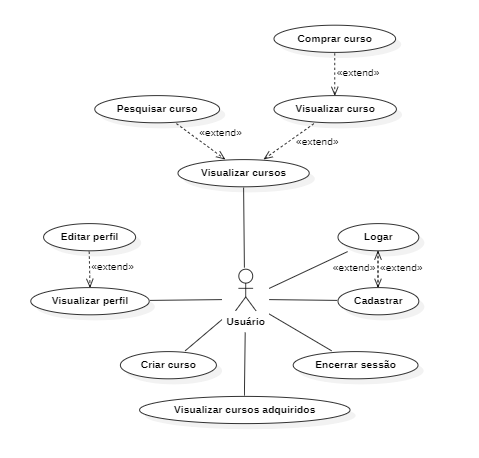 Comprar curso
«extend»
Pesquisar curso
Visualizar curso
«extend»
«extend»
Visualizar cursos
Editar perfil
Logar
«extend»
«extend»
«extend»
Visualizar perfil
Cadastrar
Usuário
Criar curso
Encerrar sessão
Visualizar cursos adquiridos